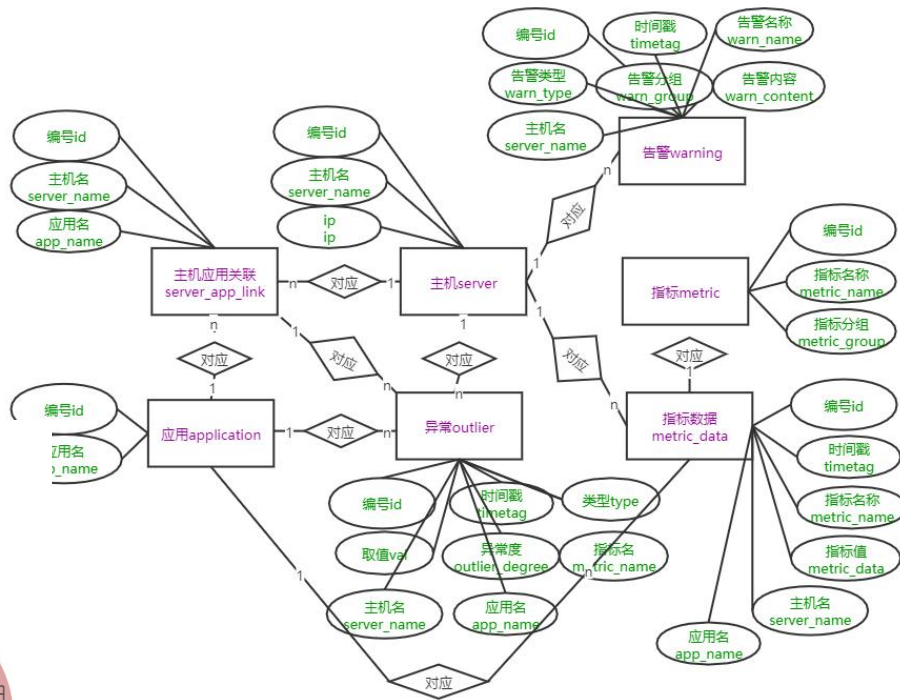 编号id
时间戳
timetag
告警名称
warn_name
告警类型
warn_type
告警分组
warn_group
告警内容
warn_content
主机名
server_name
告警warning
编号id
主机名
server_name
应用名
app_name
编号id
主机名
server_name
ip
ip
n
对应
1
主机应用关联
server_app_link
n
对应
1
主机server
指标metric
编号id
指标名称
metric_name
指标分组
metric_group
n
对应
1
1
对应
n
1
对应
n
1
对应
n
对应
1
编号id
应用名
p_name
应用application
1
对应
n
异常outlier
指标数据
metric_data
编号id
时间戳
timetag
指标名称
metric_name
指标值
metric_data
主机名
server_name
应用名
app_name
编号id
时间戳
timetag
类型type
取值val
异常度
outlier_degree
指标名
metric_name
主机名
server_name
应用名
app_name
1
n
对应